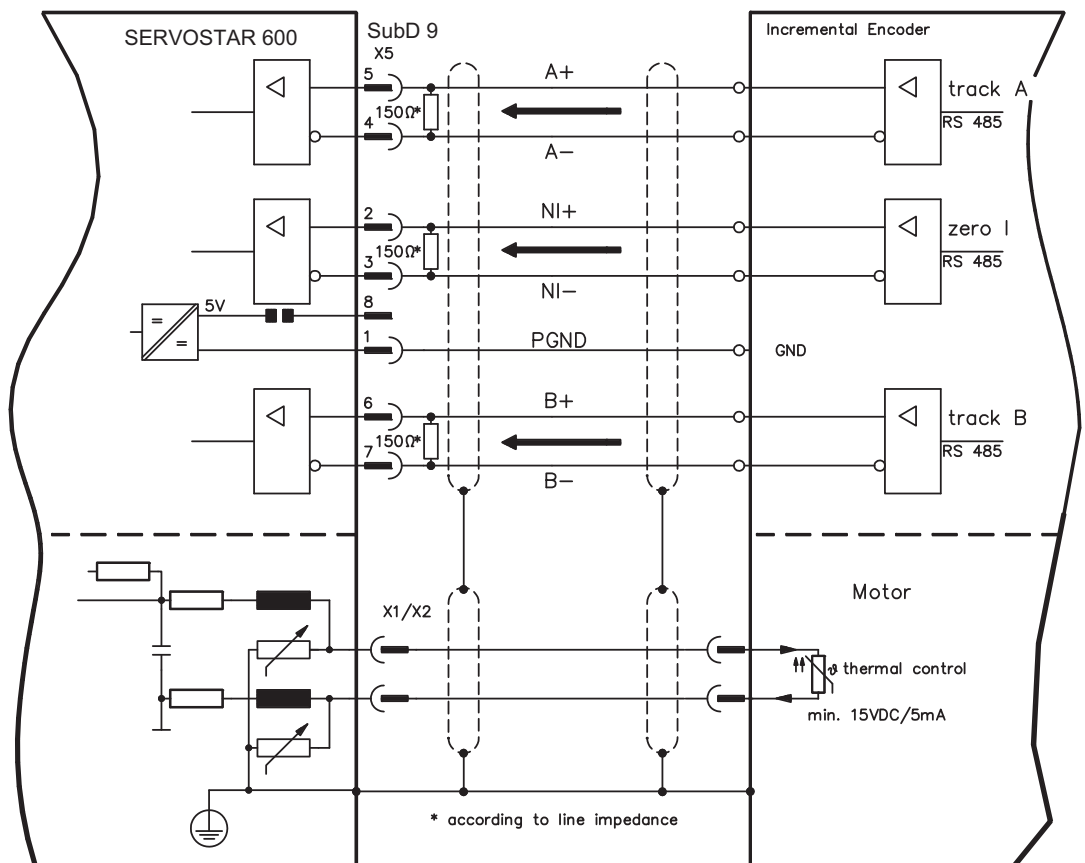 SERVOSTAR 600
SubD 9
X5
Incremental Encoder
5
A+
track A
150Ω*
RS 485
4
A–
2
NI+
zero I
150Ω*
RS 485
3
NI–
5V
8
1
PGND
GND
6
B+
track B
150Ω*
RS 485
7
B–
Motor
X1/X2
ϑ thermal control
min. 15VDC/5mA
* according to line impedance